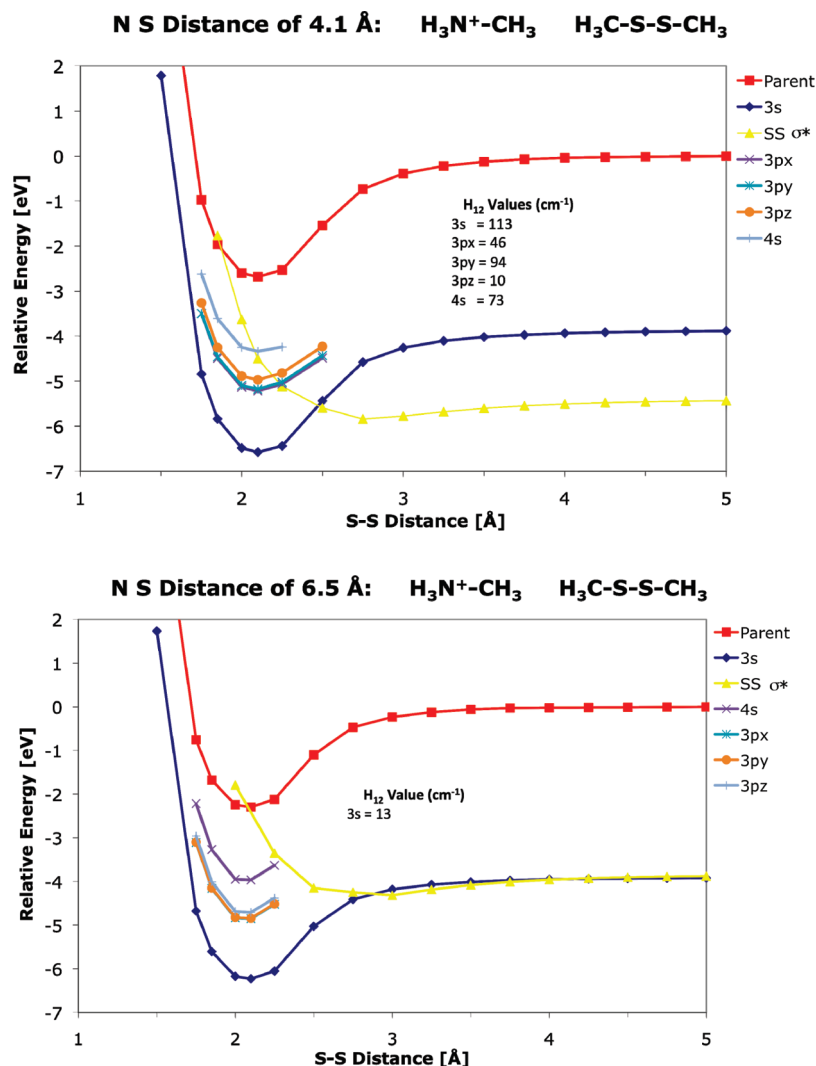 N S Distance of 4.1 Å: H₃N⁺-CH₃ H₃C-S-S-CH₃
2
1
0
-1
-2
-3
-4
-5
-6
-7
Relative Energy [eV]
H₁₂ Values (cm⁻¹)
3s = 113
3px = 46
3py = 94
3pz = 10
4s = 73
Parent
3s
SS σ*
3px
3py
3pz
4s
1 2 3 4 5
S-S Distance [Å]
N S Distance of 6.5 Å: H₃N⁺-CH₃ H₃C-S-S-CH₃
2
1
0
-1
-2
-3
-4
-5
-6
-7
Relative Energy [eV]
H₁₂ Value (cm⁻¹)
3s = 13
Parent
3s
SS σ*
4s
3px
3py
3pz
1 2 3 4 5
S-S Distance [Å]